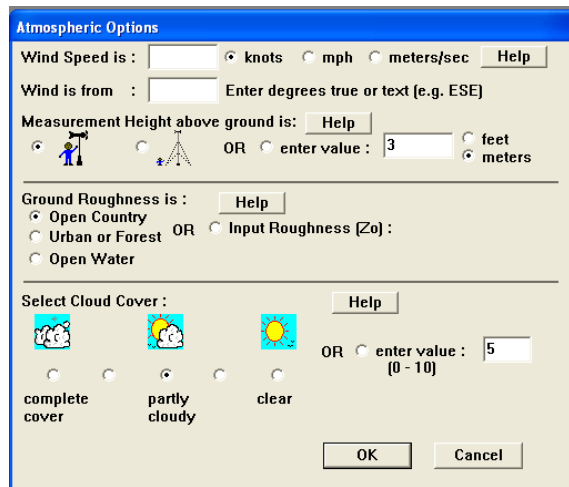 Atmospheric Options
Wind Speed is : knots mph meters/sec Help
Wind is from : Enter degrees true or text (e.g. ESE)
Measurement Height above ground is: Help
OR enter value : 3 feet
meters
Ground Roughness is : Help
Open Country
Urban or Forest OR Input Roughness (Zo) :
Open Water
Select Cloud Cover : Help
OR enter value : 5
(0 - 10)
complete partly clear
cover cloudy
OK Cancel